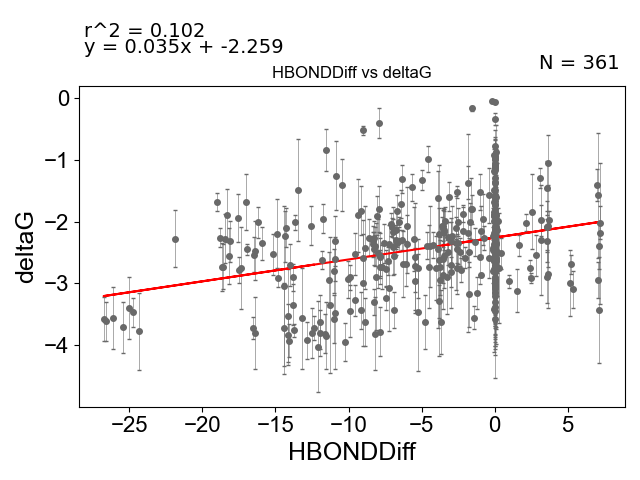 r^2 = 0.102
y = 0.035x + -2.259
N = 361
HBONDDiff vs deltaG
0
−1
−2
−3
−4
deltaG
−25 −20 −15 −10 −5 0 5
HBONDDiff